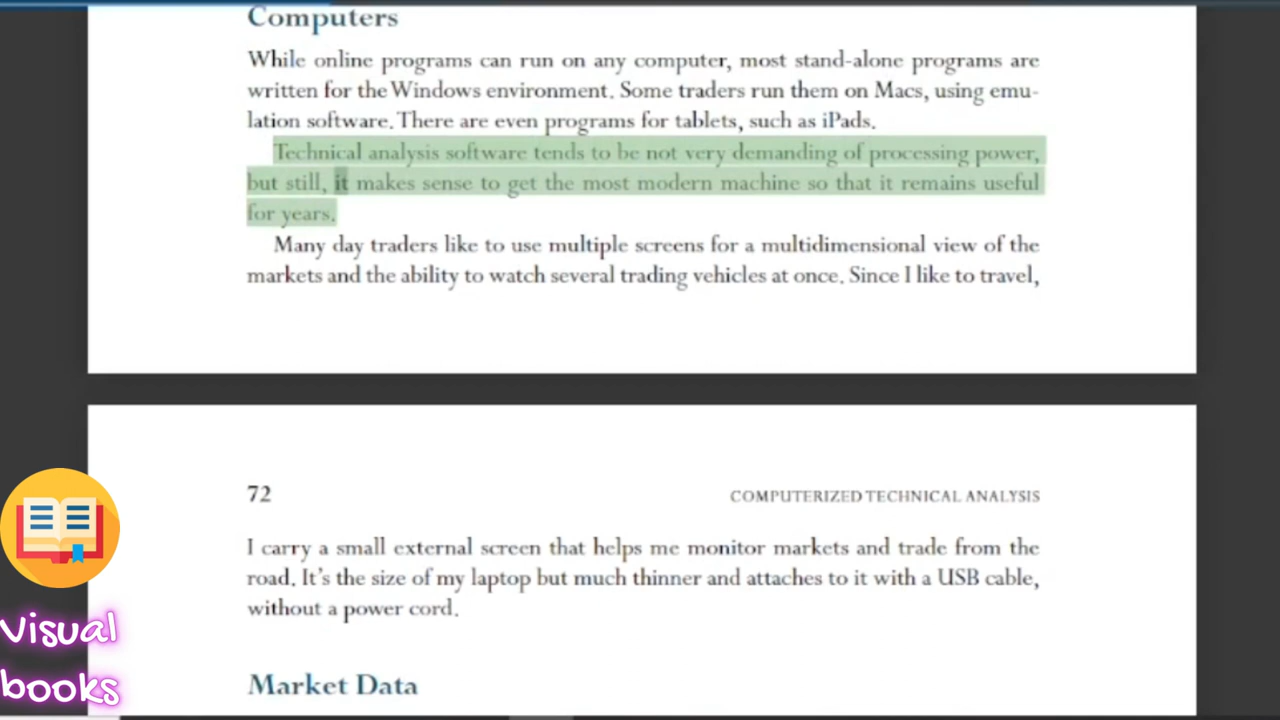 Computers
While online programs can run on any computer, most stand-alone programs are
written for the Windows environment. Some traders run them on Macs, using emu-
lation software. There are even programs for tablets, such as iPads.
Technical analysis software tends to be not very demanding of processing power,
but still, it makes sense to get the most modern machine so that it remains useful
for years.
Many day traders like to use multiple screens for a multidimensional view of the
markets and the ability to watch several trading vehicles at once. Since I like to travel,
72 COMPUTERIZED TECHNICAL ANALYSIS
I carry a small external screen that helps me monitor markets and trade from the
road. It's the size of my laptop but much thinner and attaches to it with a USB cable,
without a power cord.
Market Data
Visual
books